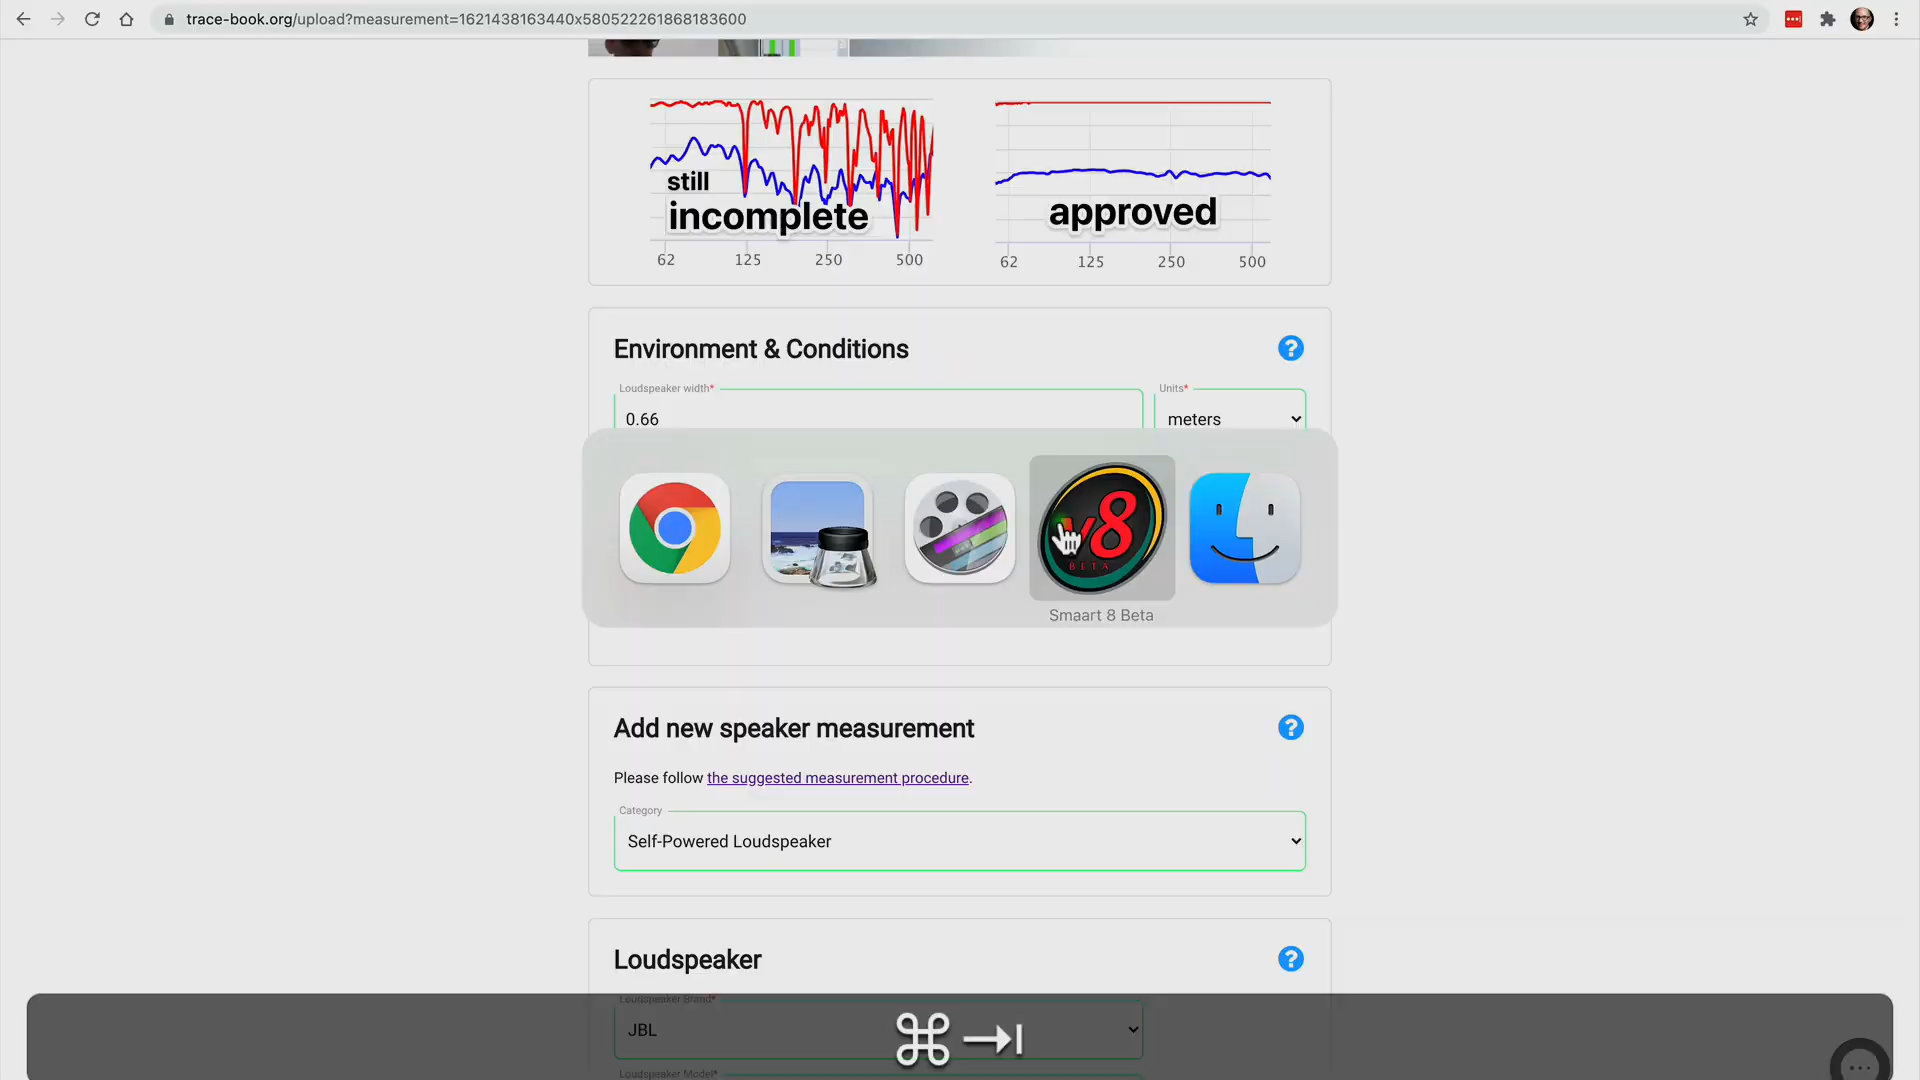 trace-book.org/upload?measurement=1621438163440x580522261868183600
still
incomplete
62 125 250 500
approved
62 125 250 500
Environment & Conditions
?
Loudspeaker width*
0.66
Units*
meters
v8
BETA
Smaart 8 Beta
Add new speaker measurement
?
Please follow the suggested measurement procedure.
Category
Self-Powered Loudspeaker
Loudspeaker
?
Loudspeaker Brand*
JBL
⌘⇥
Loudspeaker Model*